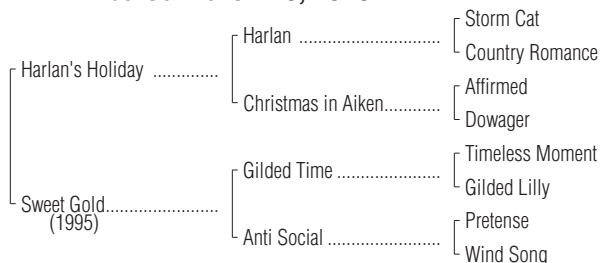 Storm Cat
Harlan ..............................
Country Romance
Harlan's Holiday ..............
Affirmed
Christmas in Aiken............
Dowager
Timeless Moment
Gilded Time ......................
Gilded Lilly
Sweet Gold........................
(1995)
Pretense
Anti Social ........................
Wind Song